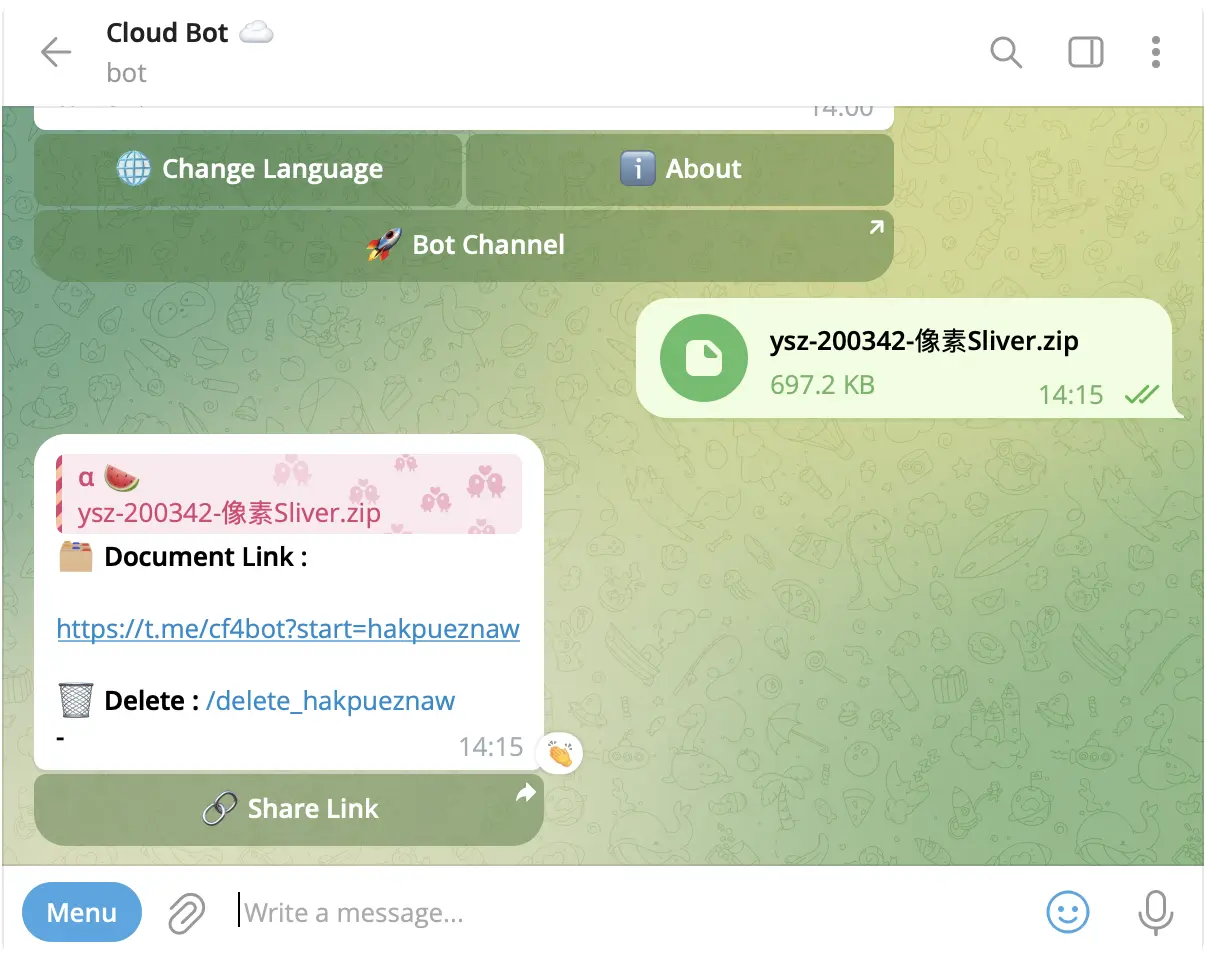 Cloud Bot
bot
14:00
Change Language
About
Bot Channel
ysz-200342-像素Sliver.zip
697.2 KB
14:15
α
ysz-200342-像素Sliver.zip
Document Link :
https://t.me/cf4bot?start=hakpueznaw
Delete : /delete_hakpueznaw
-
14:15
Share Link
Menu
Write a message...